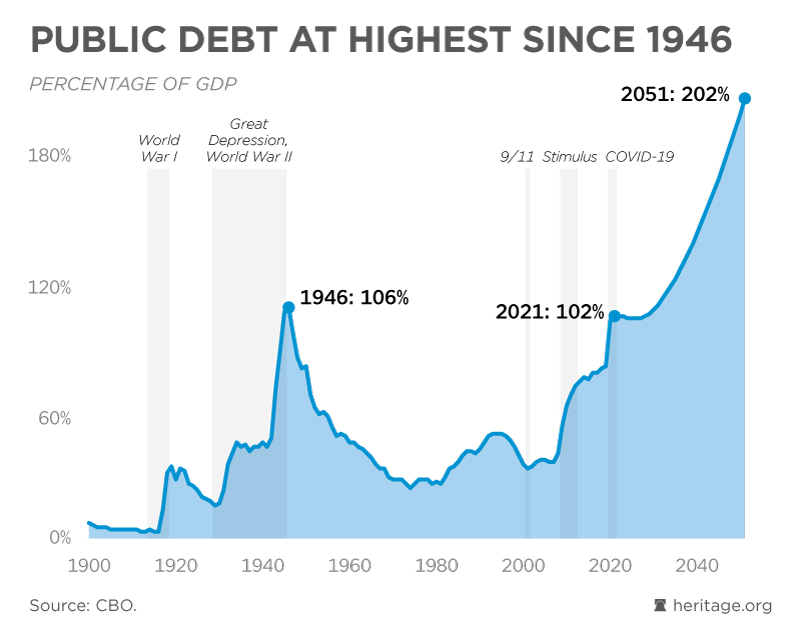 PUBLIC DEBT AT HIGHEST SINCE 1946
PERCENTAGE OF GDP
2051: 202%
World
War I
Great
Depression,
World War II
9/11
Stimulus
COVID-19
180%
120%
1946: 106%
2021: 102%
60%
0%
1900
1920
1940
1960
1980
2000
2020
2040
Source: CBO.
heritage.org